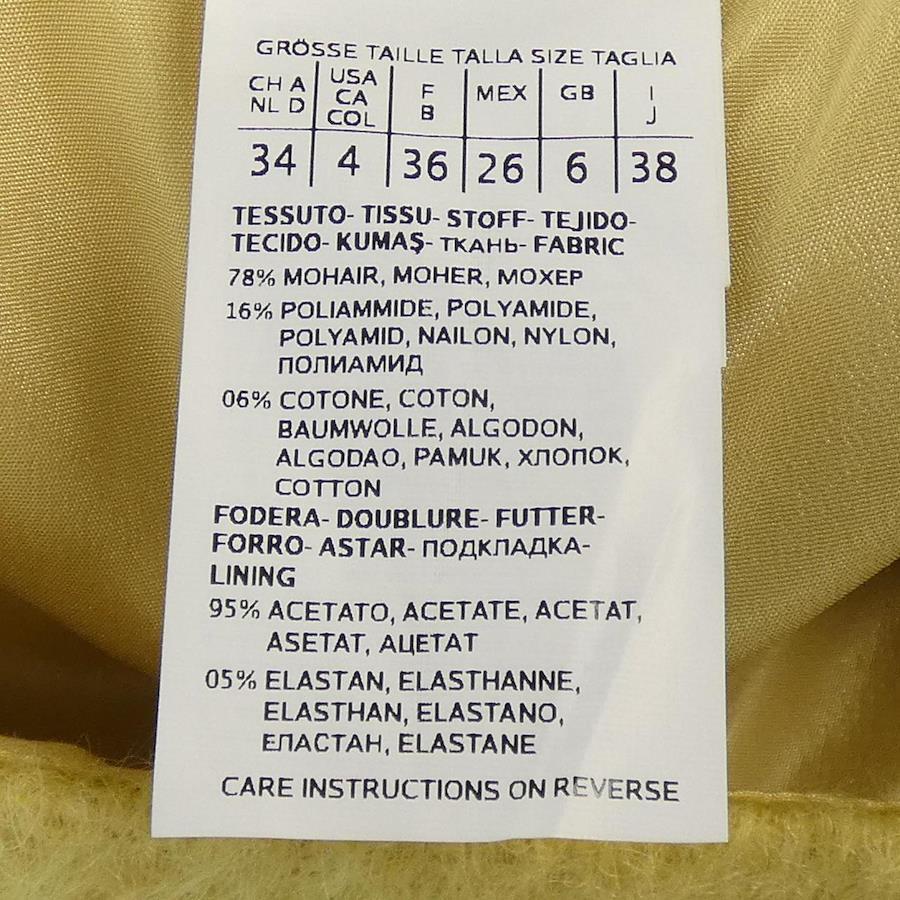 GRÖSSE TAILLE TALLA SIZE TAGLIA
CH A NL D | USA CA COL | F B | MEX | GB | I J
34 | 4 | 36 | 26 | 6 | 38
TESSUTO- TISSU- STOFF- TEJIDO-
TECIDO- KUMAŞ- ТКАНЬ- FABRIC
78% MOHAIR, MOHER, МОХЕР
16% POLIAMMIDE, POLYAMIDE,
POLYAMID, NAILON, NYLON,
ПОЛИАМИД
06% COTONE, COTON,
BAUMWOLLE, ALGODON,
ALGODAO, PAMUK, ХЛОПОК,
COTTON
FODERA- DOUBLURE- FUTTER-
FORRO- ASTAR- ПОДКЛАДКА-
LINING
95% ACETATO, ACETATE, ACETAT,
ASETAT, АЦЕТАТ
05% ELASTAN, ELASTHANNE,
ELASTHAN, ELASTANO,
ЕЛАСТАН, ELASTANE
CARE INSTRUCTIONS ON REVERSE